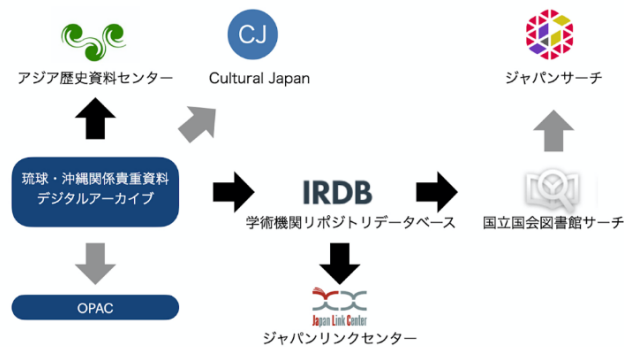 CJ
アジア歴史資料センター
Cultural Japan
ジャパンサーチ
琉球・沖縄関係貴重資料
デジタルアーカイブ
IRDB
学術機関リポジトリデータベース
国立国会図書館サーチ
OPAC
Japan Link Center
ジャパンリンクセンター